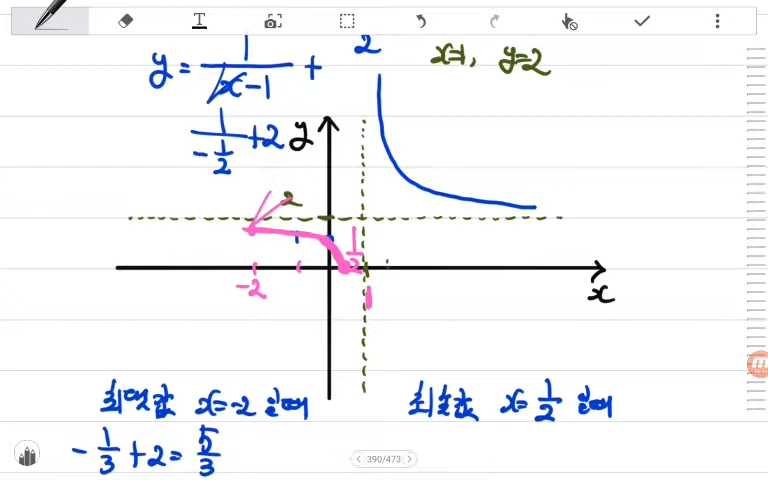 T
y = 1/(x-1) + 2
x=1, y=2
1/(-1/2) + 2
y
2
1/2
-2
1
x
최댓값 x=-2 일때
최솟값 x=1/2 일때
-1/3 + 2 = 5/3
390/473